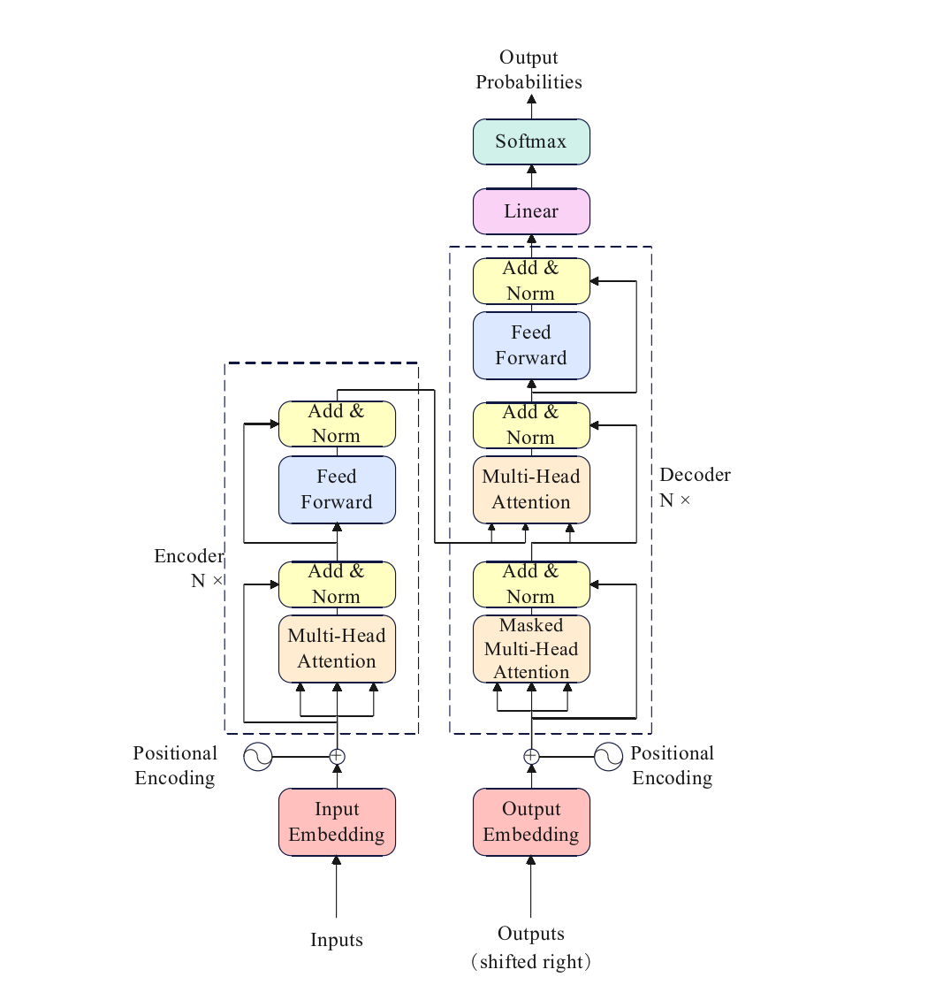 Output
Probabilities
Softmax
Linear
Add &
Norm
Feed
Forward
Add &
Norm
Multi-Head
Attention
Decoder
N ×
Add &
Norm
Masked
Multi-Head
Attention
Positional
Encoding
Output
Embedding
Outputs
（shifted right）
Add &
Norm
Feed
Forward
Encoder
N ×
Add &
Norm
Multi-Head
Attention
Positional
Encoding
Input
Embedding
Inputs